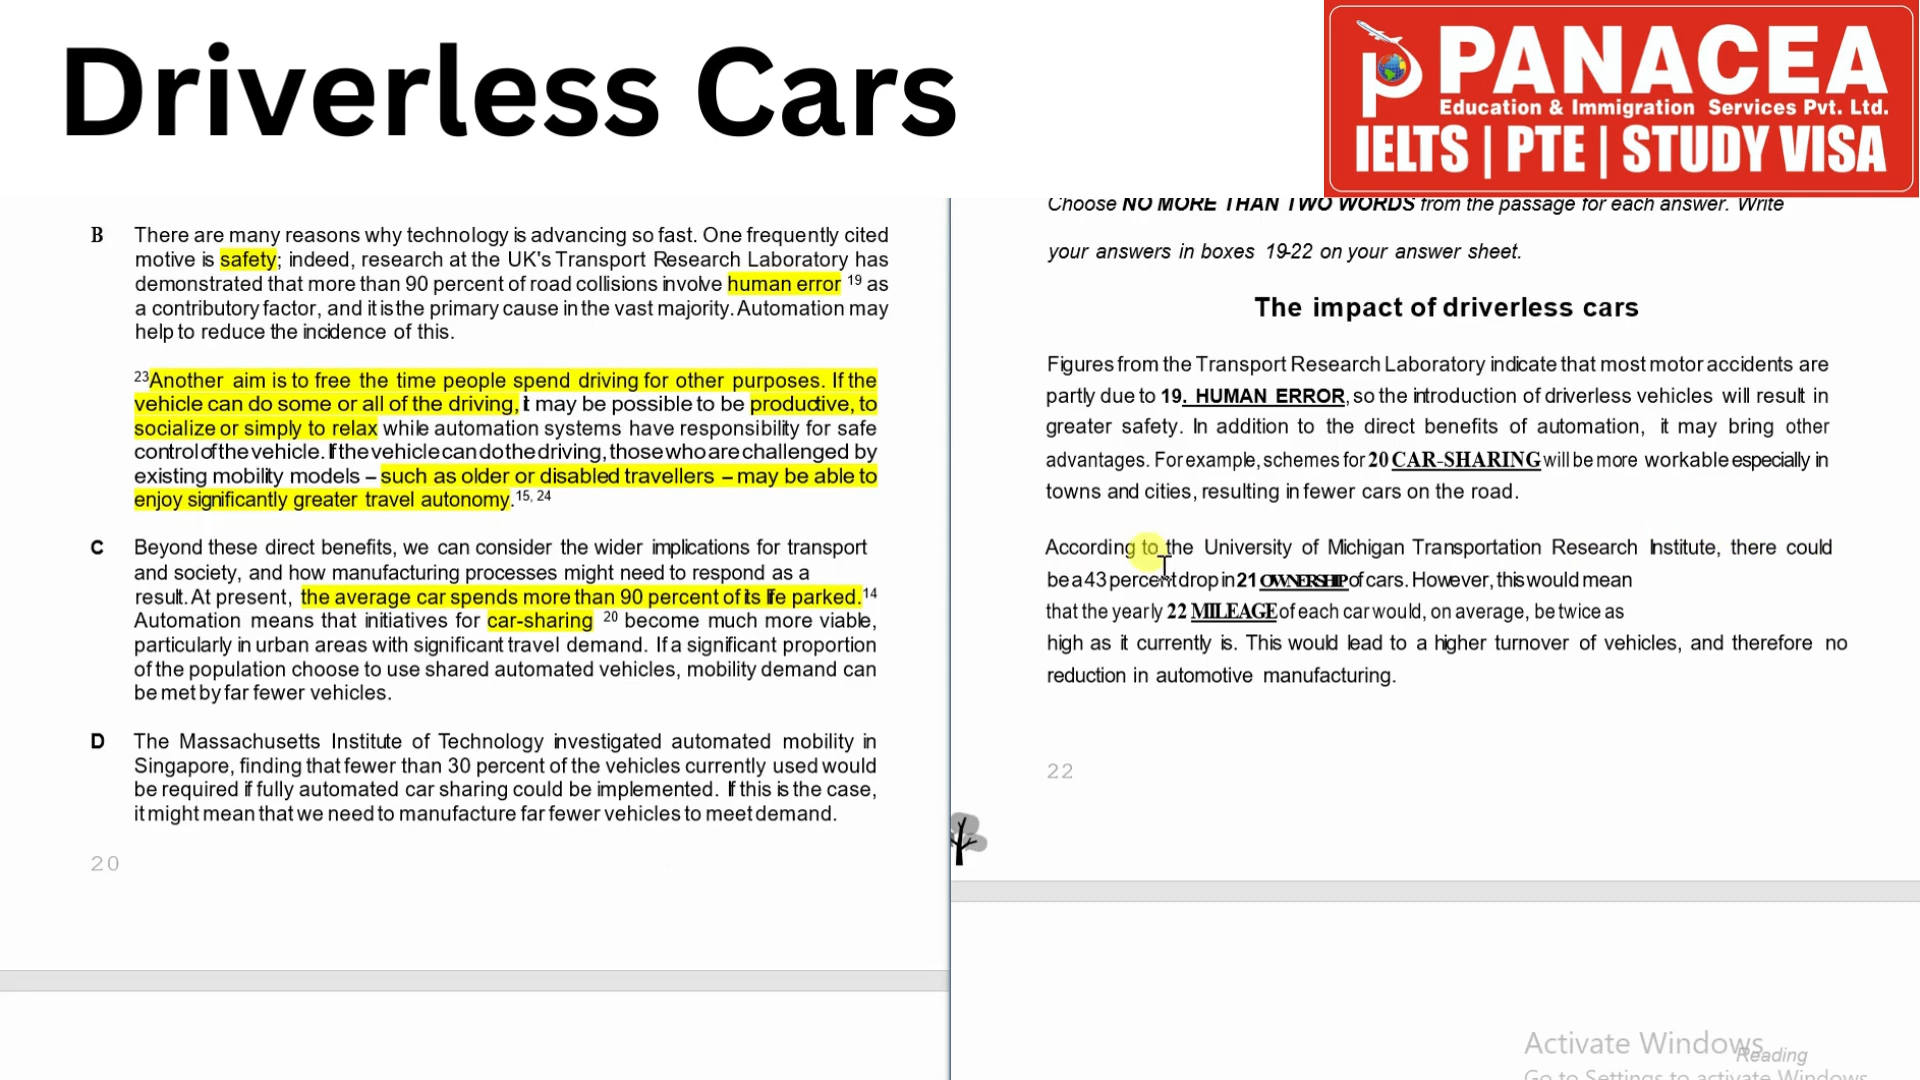 Driverless Cars
PANACEA
Education & Immigration Services Pvt. Ltd.
IELTS | PTE | STUDY VISA
B There are many reasons why technology is advancing so fast. One frequently cited
motive is safety; indeed, research at the UK's Transport Research Laboratory has
demonstrated that more than 90 percent of road collisions involve human error 19 as
a contributory factor, and it is the primary cause in the vast majority. Automation may
help to reduce the incidence of this.
23Another aim is to free the time people spend driving for other purposes. If the
vehicle can do some or all of the driving, it may be possible to be productive, to
socialize or simply to relax while automation systems have responsibility for safe
control of the vehicle. If the vehicle can do the driving, those who are challenged by
existing mobility models – such as older or disabled travellers – may be able to
enjoy significantly greater travel autonomy.15, 24
C Beyond these direct benefits, we can consider the wider implications for transport
and society, and how manufacturing processes might need to respond as a
result. At present, the average car spends more than 90 percent of its life parked.14
Automation means that initiatives for car-sharing 20 become much more viable,
particularly in urban areas with significant travel demand. If a significant proportion
of the population choose to use shared automated vehicles, mobility demand can
be met by far fewer vehicles.
D The Massachusetts Institute of Technology investigated automated mobility in
Singapore, finding that fewer than 30 percent of the vehicles currently used would
be required if fully automated car sharing could be implemented. If this is the case,
it might mean that we need to manufacture far fewer vehicles to meet demand.
20
Choose NO MORE THAN TWO WORDS from the passage for each answer. Write
your answers in boxes 19-22 on your answer sheet.
The impact of driverless cars
Figures from the Transport Research Laboratory indicate that most motor accidents are
partly due to 19. HUMAN ERROR, so the introduction of driverless vehicles will result in
greater safety. In addition to the direct benefits of automation, it may bring other
advantages. For example, schemes for 20 CAR-SHARING will be more workable especially in
towns and cities, resulting in fewer cars on the road.
According to the University of Michigan Transportation Research Institute, there could
be a 43 percent drop in 21 OWNERSHIP of cars. However, this would mean
that the yearly 22 MILEAGE of each car would, on average, be twice as
high as it currently is. This would lead to a higher turnover of vehicles, and therefore no
reduction in automotive manufacturing.
22
Activate Windows
Reading
Go to Settings to activate Windows.